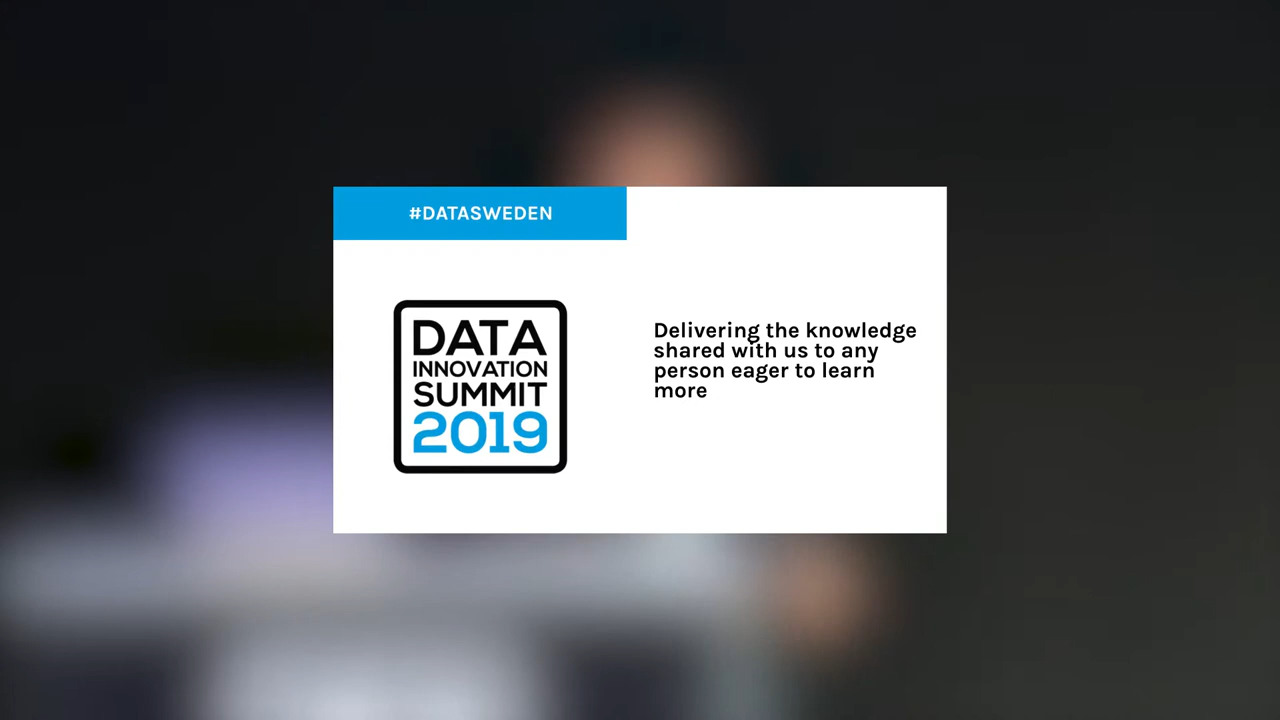 #DATASWEDEN
DATA
INNOVATION
SUMMIT
2019
Delivering the knowledge
shared with us to any
person eager to learn
more